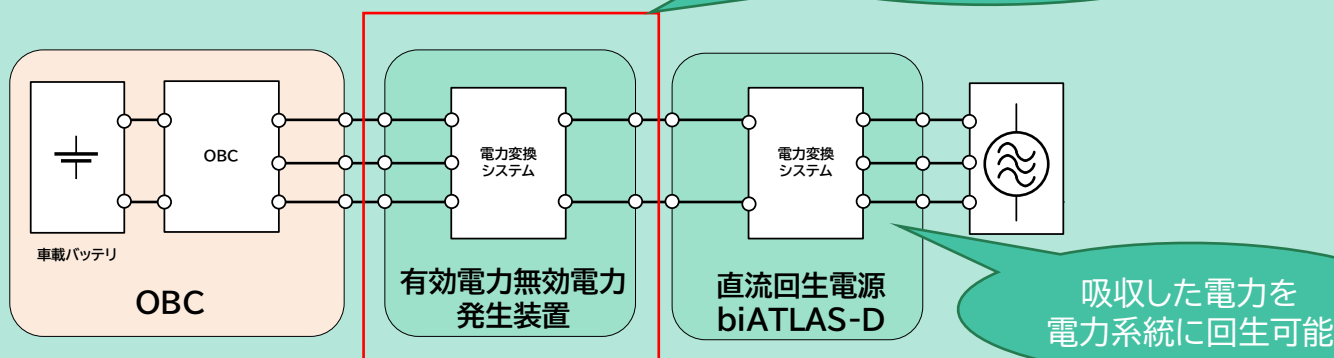 OBC
電力変換
システム
電力変換
システム
車載バッテリ
OBC
有効電力無効電力
発生装置
直流回生電源
biATLAS-D
吸収した電力を
電力系統に回生可能